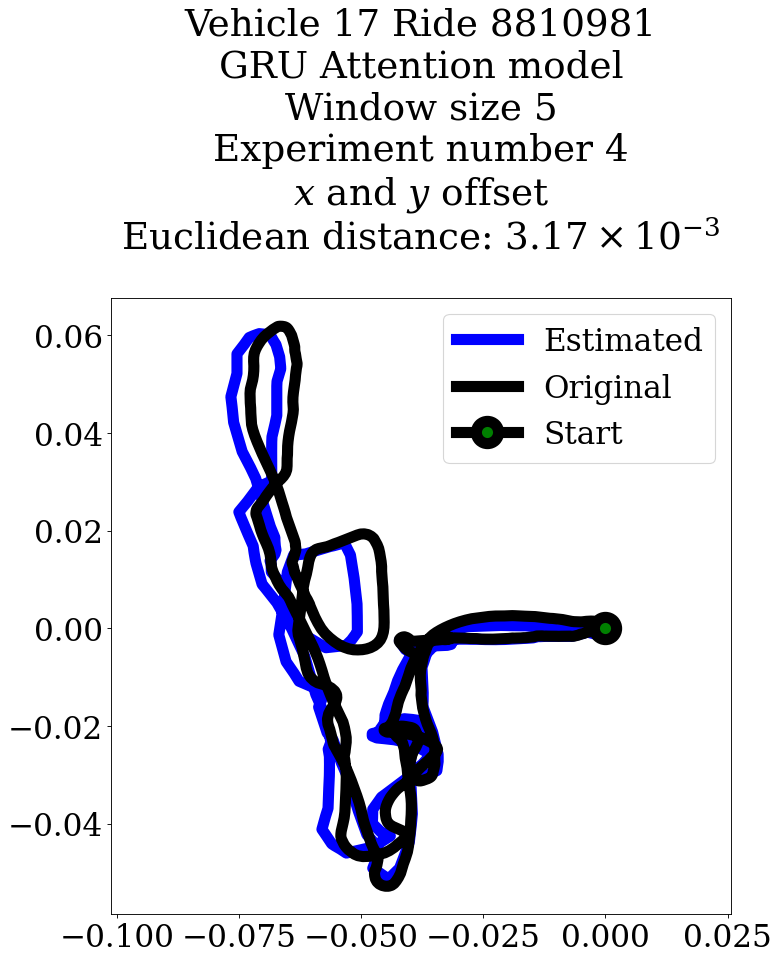 Vehicle 17 Ride 8810981
GRU Attention model
Window size 5
Experiment number 4
x and y offset
Euclidean distance: 3.17 × 10⁻³
Estimated
Original
Start
0.06
0.04
0.02
0.00
−0.02
−0.04
−0.100 −0.075 −0.050 −0.025 0.000 0.025